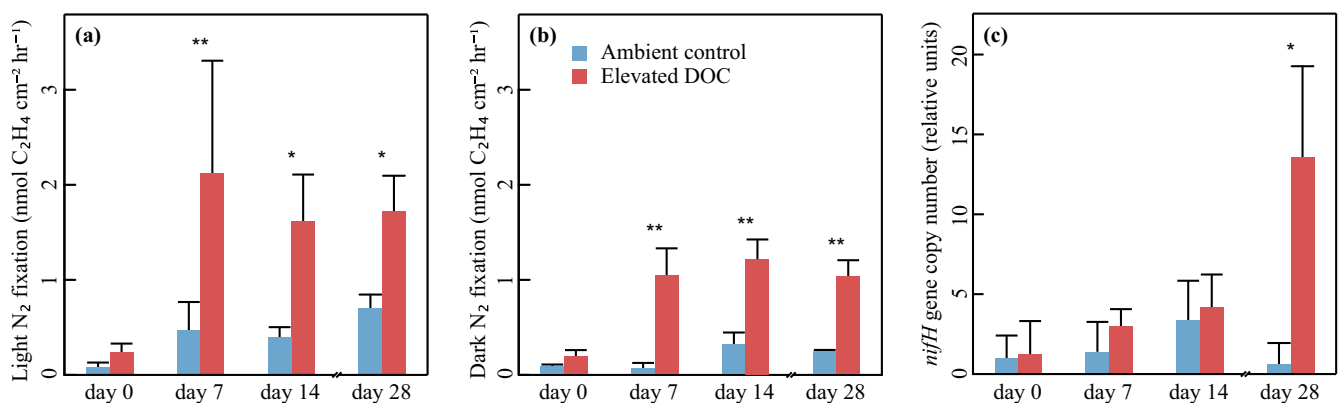 (a)
Light N₂ fixation (nmol C₂H₄ cm⁻² hr⁻¹)
3
2
1
0
**
*
*
day 0 day 7 day 14 day 28
(b)
Ambient control
Elevated DOC
Dark N₂ fixation (nmol C₂H₄ cm⁻² hr⁻¹)
3
2
1
0
**
**
**
day 0 day 7 day 14 day 28
(c)
nifH gene copy number (relative units)
20
15
10
5
0
*
day 0 day 7 day 14 day 28